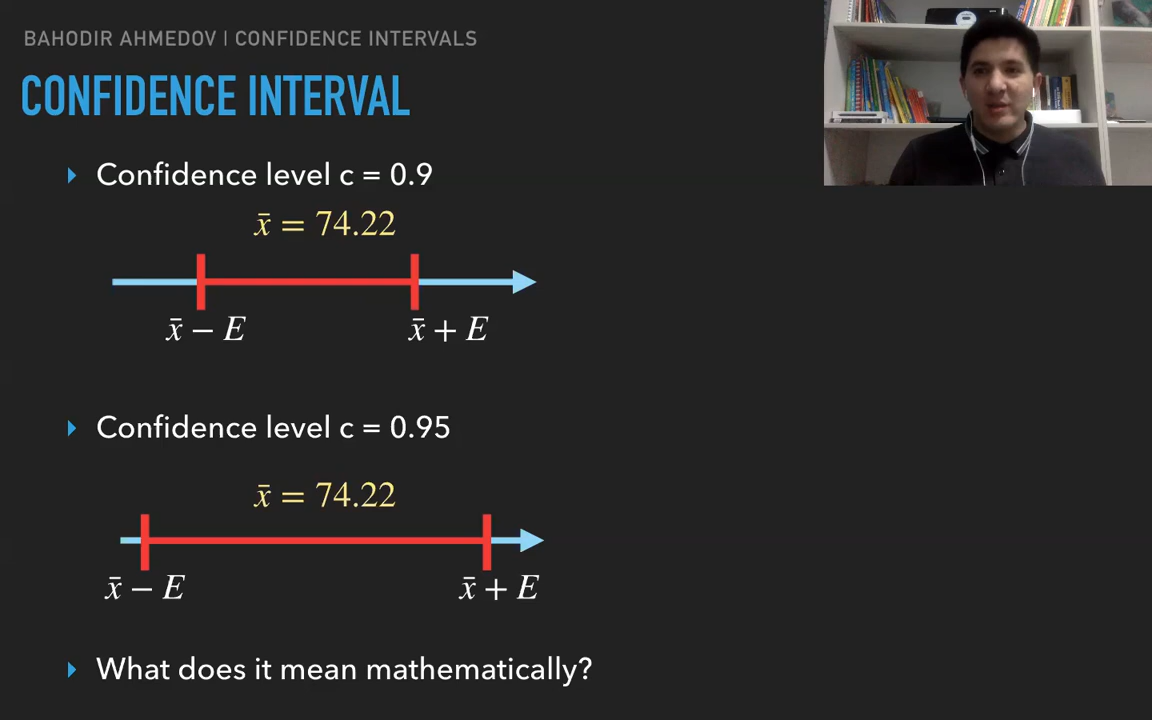 BAHODIR AHMEDOV | CONFIDENCE INTERVALS
CONFIDENCE INTERVAL
Confidence level c = 0.9
x̄ = 74.22
x̄ − E
x̄ + E
Confidence level c = 0.95
x̄ = 74.22
x̄ − E
x̄ + E
What does it mean mathematically?